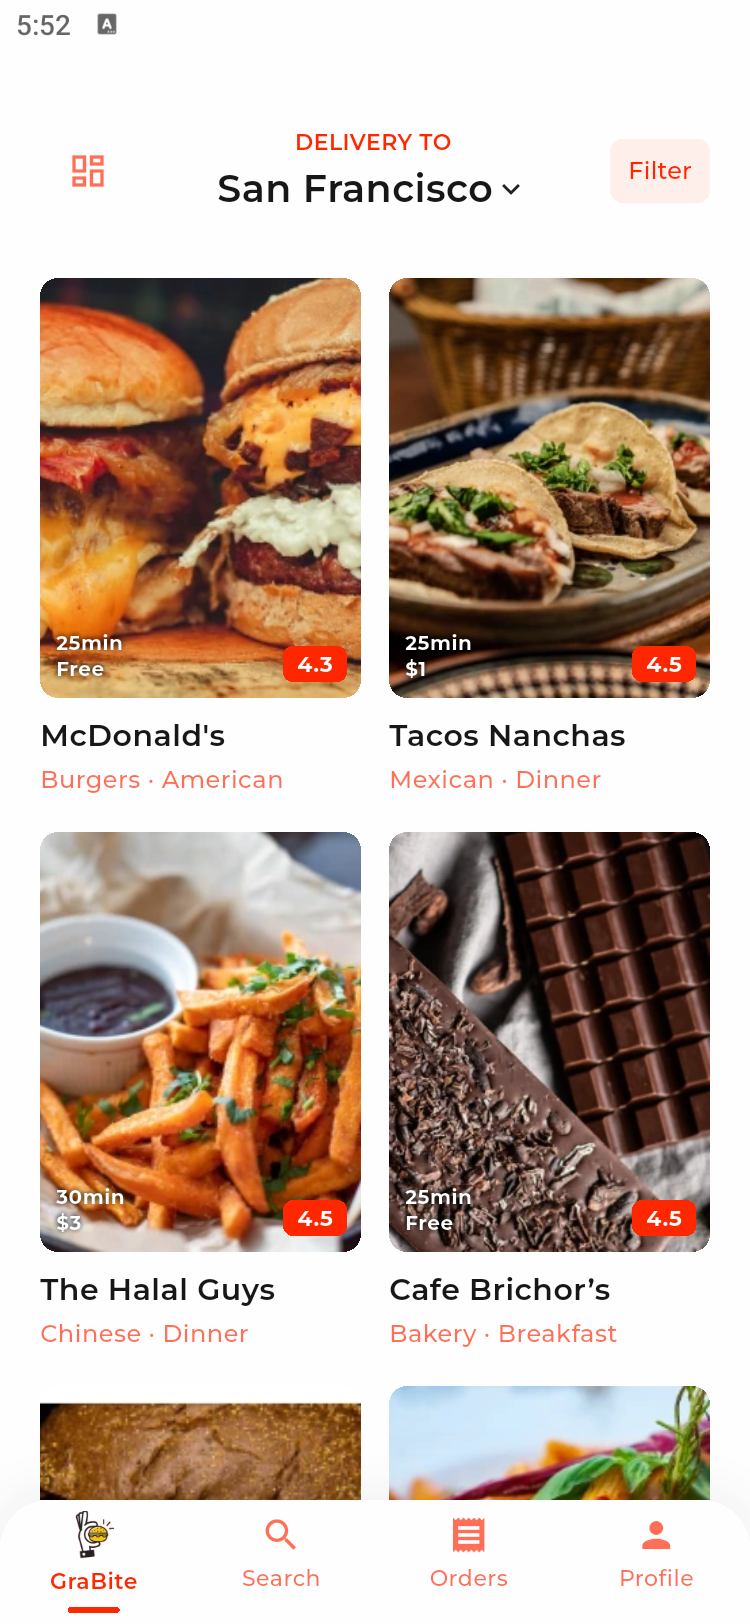 5:52
DELIVERY TO
San Francisco
Filter
25min
Free
4.3
25min
$1
4.5
McDonald's
Tacos Nanchas
Burgers · American
Mexican · Dinner
30min
$3
4.5
25min
Free
4.5
The Halal Guys
Cafe Brichor’s
Chinese · Dinner
Bakery · Breakfast
GraBite
Search
Orders
Profile